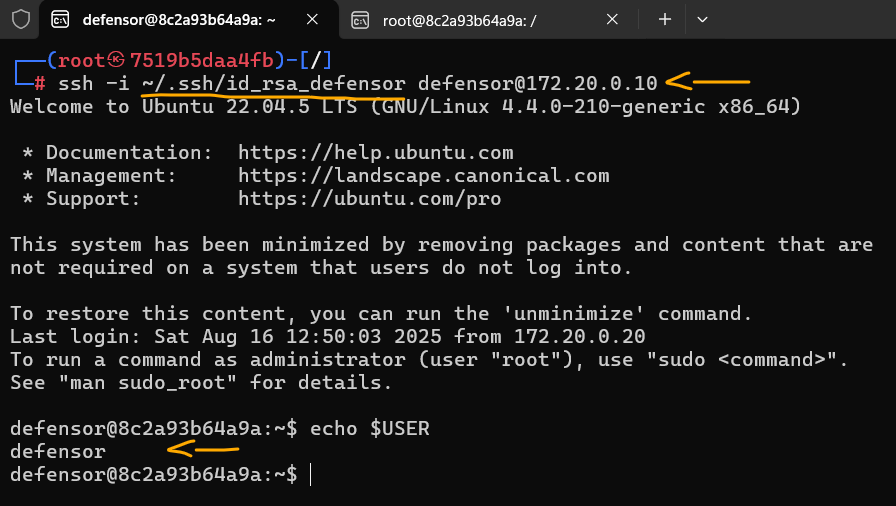 defensor@8c2a93b64a9a: ~
root@8c2a93b64a9a: /
┌──(root㉿7519b5daa4fb)-[/]
└─# ssh -i ~/.ssh/id_rsa_defensor defensor@172.20.0.10
Welcome to Ubuntu 22.04.5 LTS (GNU/Linux 4.4.0-210-generic x86_64)
* Documentation:  https://help.ubuntu.com
* Management:     https://landscape.canonical.com
* Support:        https://ubuntu.com/pro
This system has been minimized by removing packages and content that are
not required on a system that users do not log into.
To restore this content, you can run the 'unminimize' command.
Last login: Sat Aug 16 12:50:03 2025 from 172.20.0.20
To run a command as administrator (user "root"), use "sudo <command>".
See "man sudo_root" for details.
defensor@8c2a93b64a9a:~$ echo $USER
defensor
defensor@8c2a93b64a9a:~$